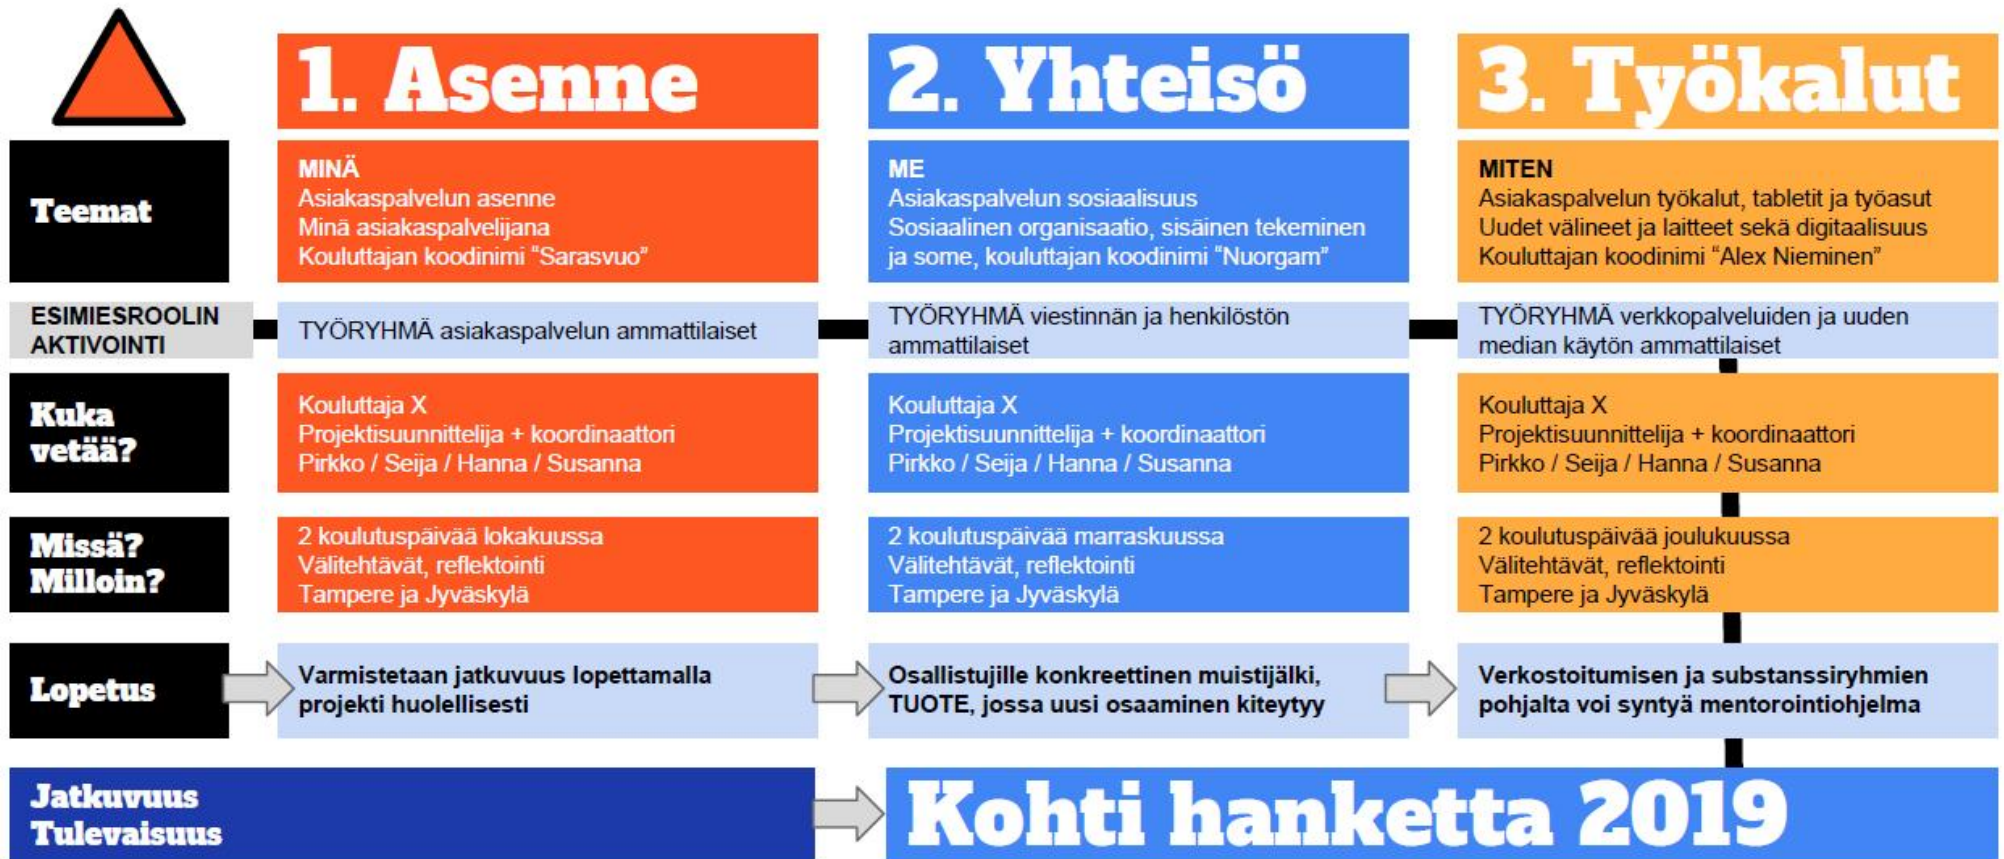 1. Asenne
2. Yhteisö
3. Työkalut
Teemat
MINÄ
Asiakaspalvelun asenne
Minä asiakaspalvelijana
Kouluttajan koodinimi “Sarasvuo”
ME
Asiakaspalvelun sosiaalisuus
Sosiaalinen organisaatio, sisäinen tekeminen
ja some, kouluttajan koodinimi “Nuorgam”
MITEN
Asiakaspalvelun työkalut, tabletit ja työasut
Uudet välineet ja laitteet sekä digitaalisuus
Kouluttajan koodinimi “Alex Nieminen”
ESIMIESROOLIN
AKTIVOINTI
TYÖRYHMÄ asiakaspalvelun ammattilaiset
TYÖRYHMÄ viestinnän ja henkilöstön
ammattilaiset
TYÖRYHMÄ verkkopalveluiden ja uuden
median käytön ammattilaiset
Kuka
vetää?
Kouluttaja X
Projektisuunnittelija + koordinaattori
Pirkko / Seija / Hanna / Susanna
Kouluttaja X
Projektisuunnittelija + koordinaattori
Pirkko / Seija / Hanna / Susanna
Kouluttaja X
Projektisuunnittelija + koordinaattori
Pirkko / Seija / Hanna / Susanna
Missä?
Milloin?
2 koulutuspäivää lokakuussa
Välitehtävät, reflektointi
Tampere ja Jyväskylä
2 koulutuspäivää marraskuussa
Välitehtävät, reflektointi
Tampere ja Jyväskylä
2 koulutuspäivää joulukuussa
Välitehtävät, reflektointi
Tampere ja Jyväskylä
Lopetus
Varmistetaan jatkuvuus lopettamalla
projekti huolellisesti
Osallistujille konkreettinen muistijälki,
TUOTE, jossa uusi osaaminen kiteytyy
Verkostoitumisen ja substanssiryhmien
pohjalta voi syntyä mentorointiohjelma
Jatkuvuus
Tulevaisuus
Kohti hanketta 2019